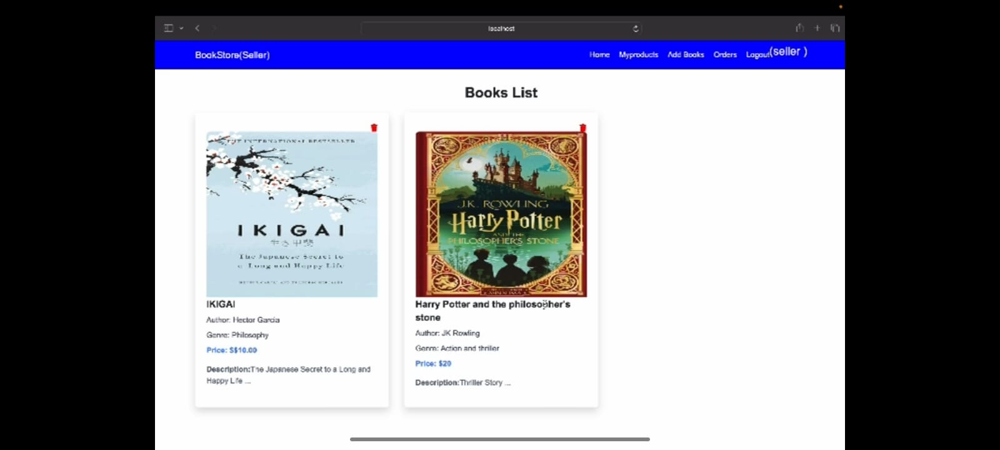 localhost
BookStore(Seller)
Home Myproducts Add Books Orders Logout(seller )
Books List
THE INTERNATIONAL BESTSELLER
IKIGAI
The Japanese Secret to
a Long and Happy Life
IKIGAI
Author: Hector Garcia
Genre: Philosophy
Price: S$10.00
Description:The Japanese Secret to a Long and
Happy Life ...
J.K. ROWLING
Harry Potter
AND THE
PHILOSOPHER'S STONE
Harry Potter and the philosopher's
stone
Author: JK Rowling
Genre: Action and thriller
Price: $20
Description:Thriller Story ...